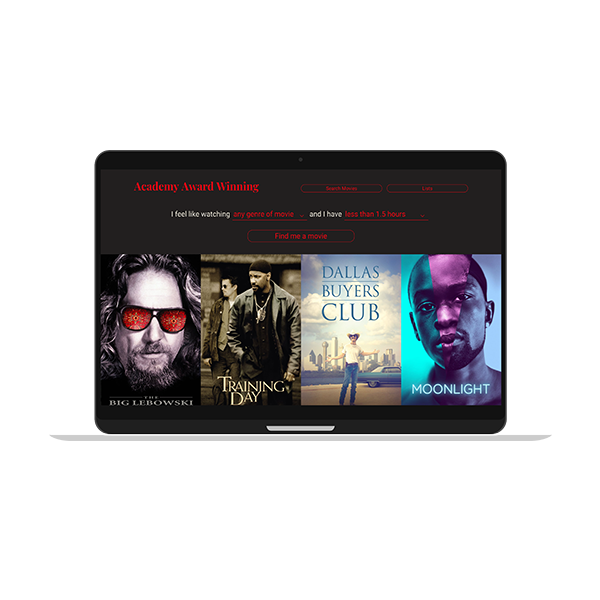 Academy Award Winning
Search Movies
Lists
I feel like watching any genre of movie and I have less than 1.5 hours
Find me a movie
THE
BIG LEBOWSKI
TRAINING
DAY
DALLAS
BUYERS
CLUB
MOONLIGHT